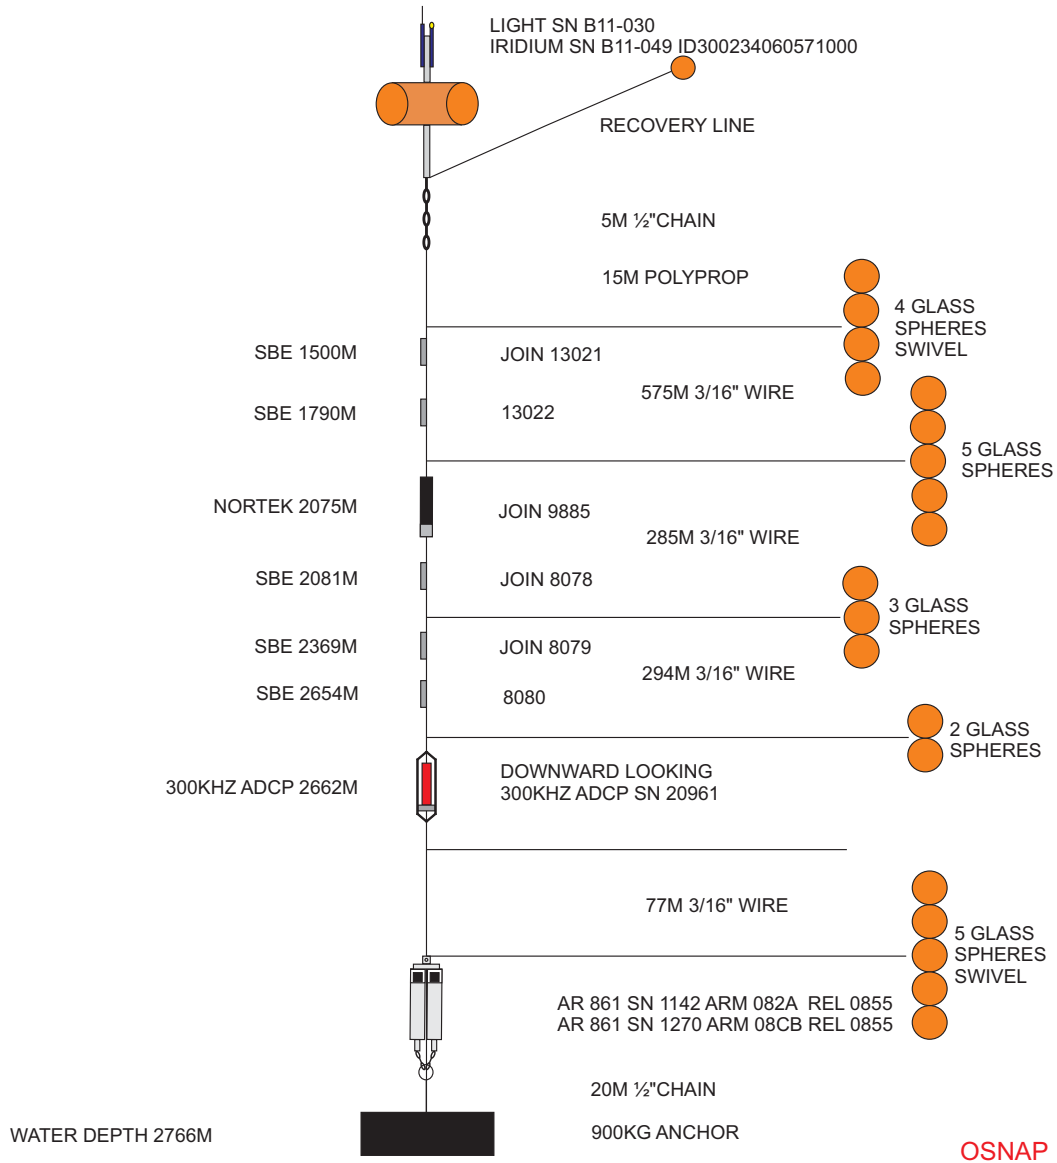 LIGHT SN B11-030
IRIDIUM SN B11-049 ID300234060571000
RECOVERY LINE
5M ½"CHAIN
15M POLYPROP
4 GLASS
SPHERES
SWIVEL
SBE 1500M
JOIN 13021
575M 3/16" WIRE
SBE 1790M
13022
5 GLASS
SPHERES
NORTEK 2075M
JOIN 9885
285M 3/16" WIRE
SBE 2081M
JOIN 8078
3 GLASS
SPHERES
SBE 2369M
JOIN 8079
294M 3/16" WIRE
SBE 2654M
8080
2 GLASS
SPHERES
300KHZ ADCP 2662M
DOWNWARD LOOKING
300KHZ ADCP SN 20961
77M 3/16" WIRE
5 GLASS
SPHERES
SWIVEL
AR 861 SN 1142 ARM 082A  REL 0855
AR 861 SN 1270 ARM 08CB REL 0855
20M ½"CHAIN
WATER DEPTH 2766M
900KG ANCHOR
OSNAP